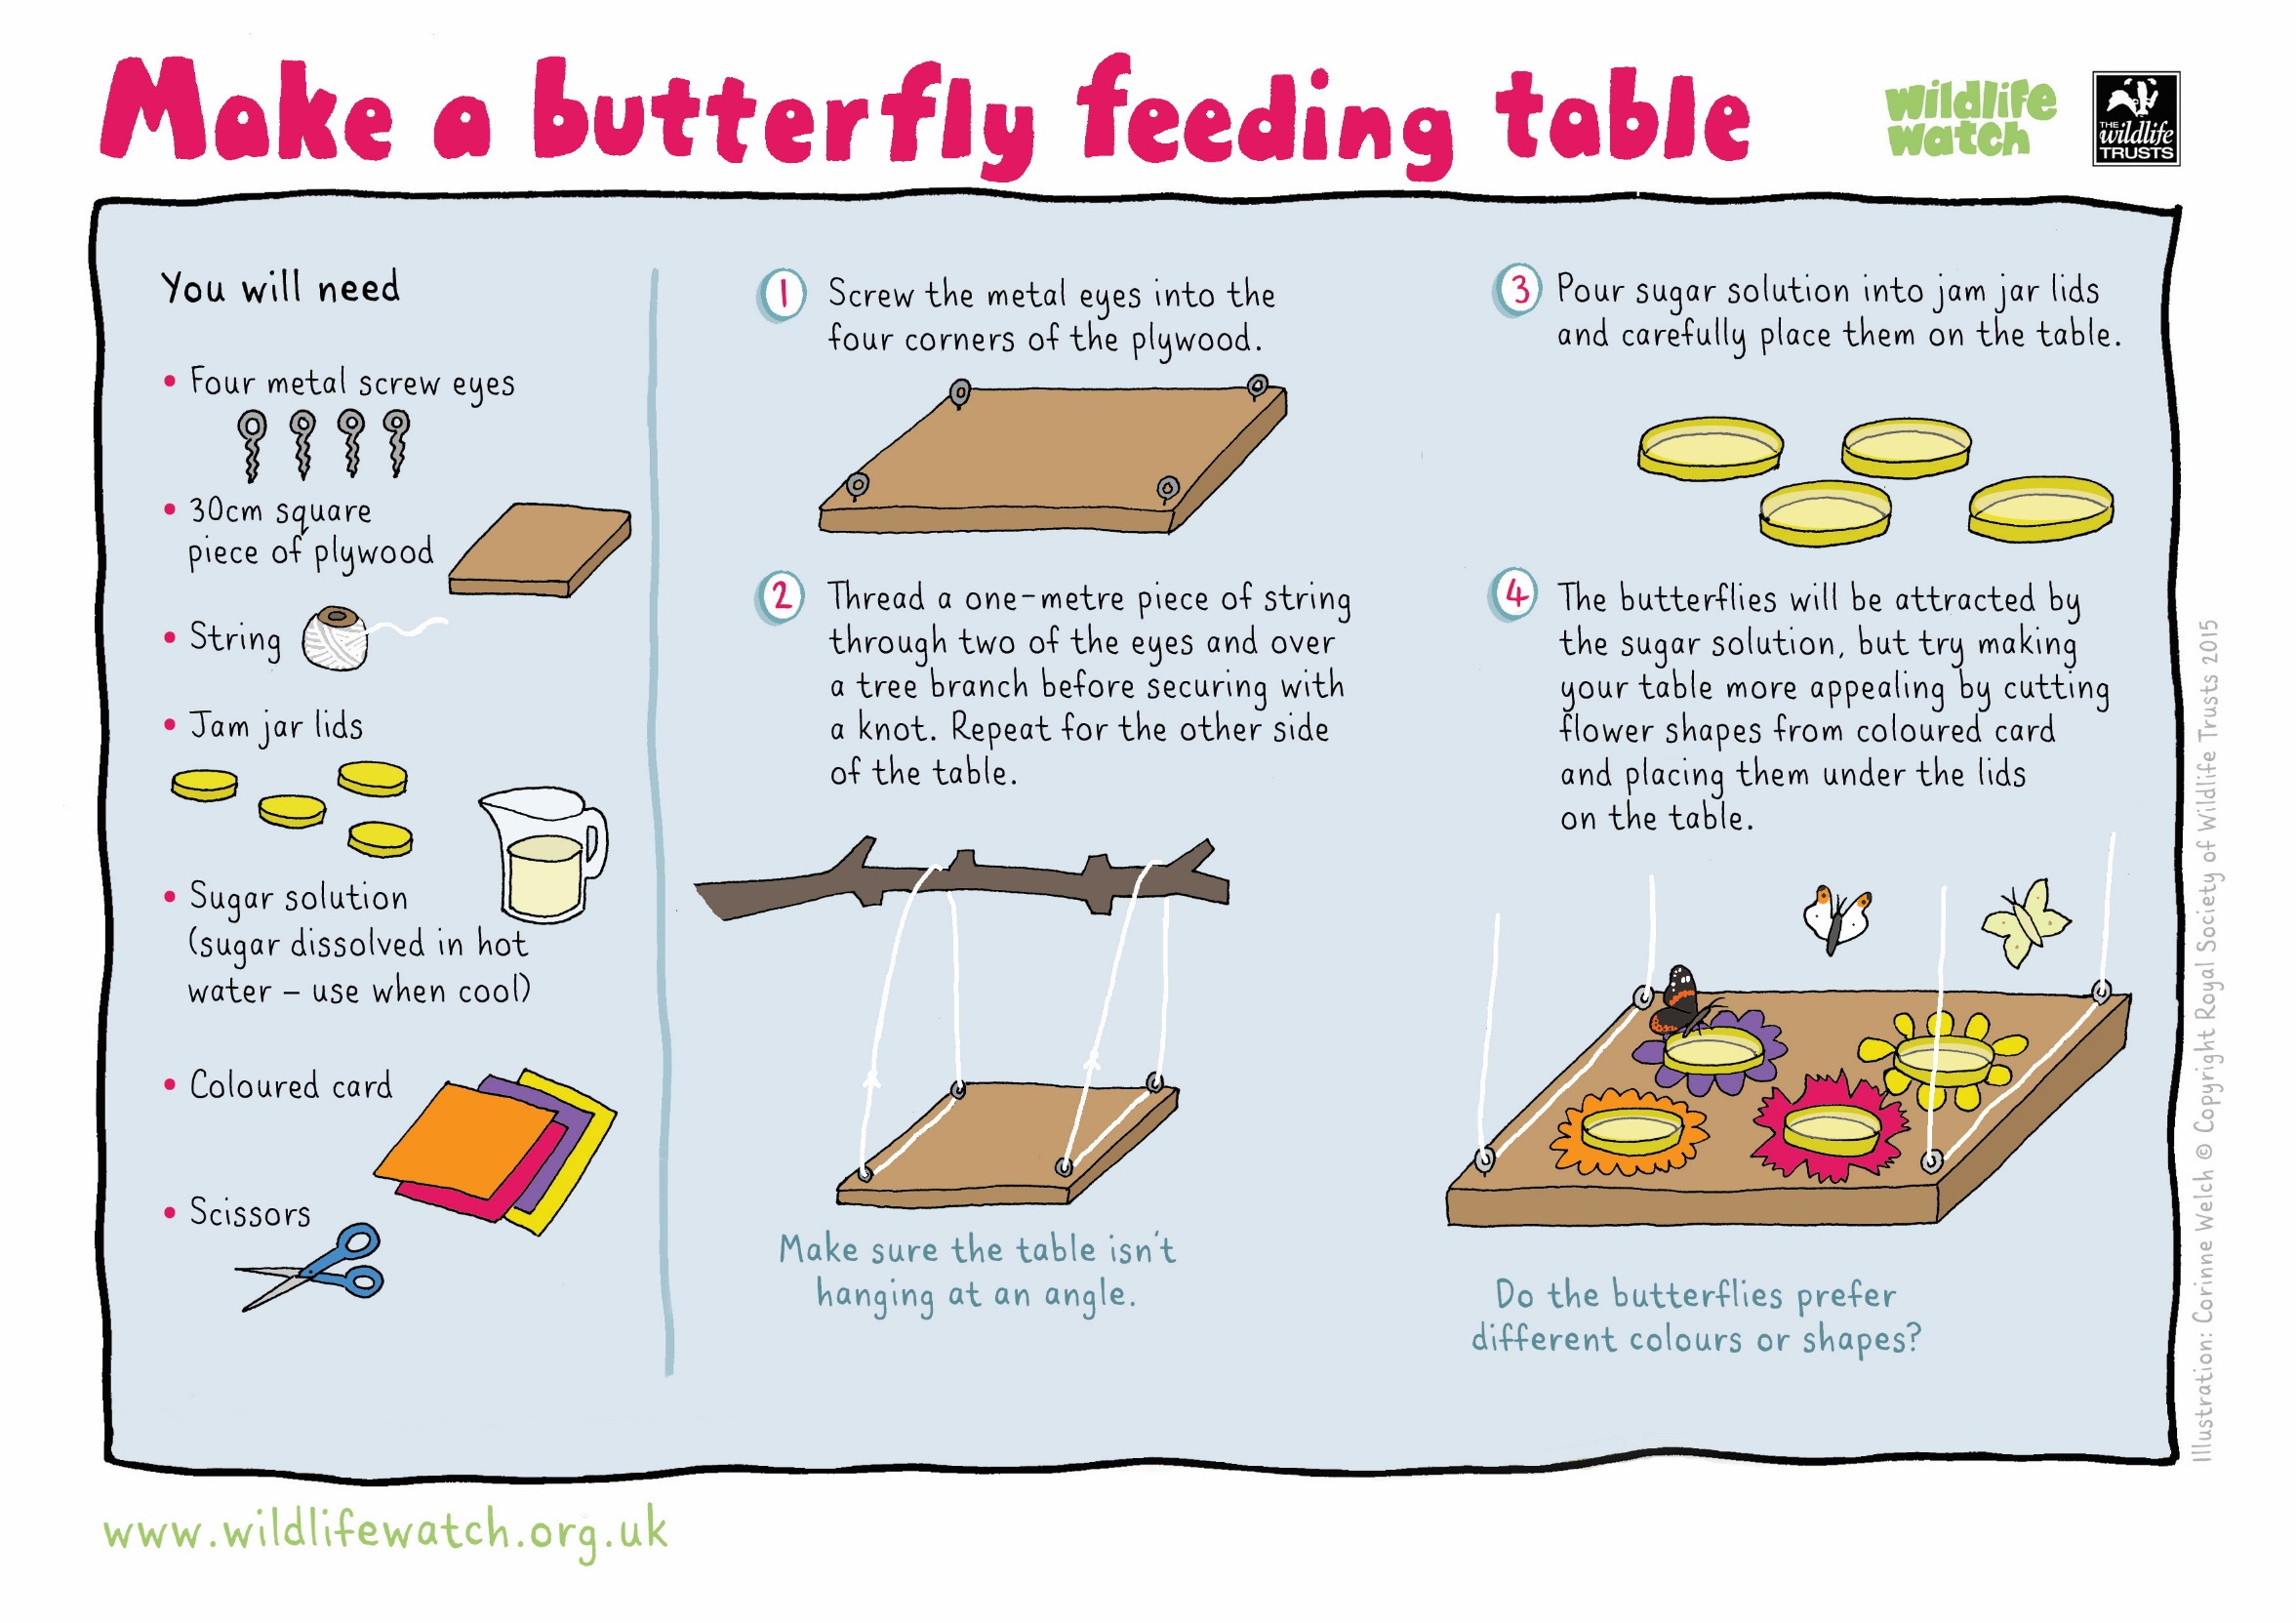 Make a butterfly feeding table
wildlife
watch
THE
wildlife
TRUSTS
You will need
• Four metal screw eyes
• 30cm square
piece of plywood
• String
• Jam jar lids
• Sugar solution
(sugar dissolved in hot
water – use when cool)
• Coloured card
• Scissors
1 Screw the metal eyes into the
four corners of the plywood.
2 Thread a one-metre piece of string
through two of the eyes and over
a tree branch before securing with
a knot. Repeat for the other side
of the table.
Make sure the table isn't
hanging at an angle.
3 Pour sugar solution into jam jar lids
and carefully place them on the table.
4 The butterflies will be attracted by
the sugar solution, but try making
your table more appealing by cutting
flower shapes from coloured card
and placing them under the lids
on the table.
Do the butterflies prefer
different colours or shapes?
Illustration: Corinne Welch © Copyright Royal Society of Wildlife Trusts 2015
www.wildlifewatch.org.uk